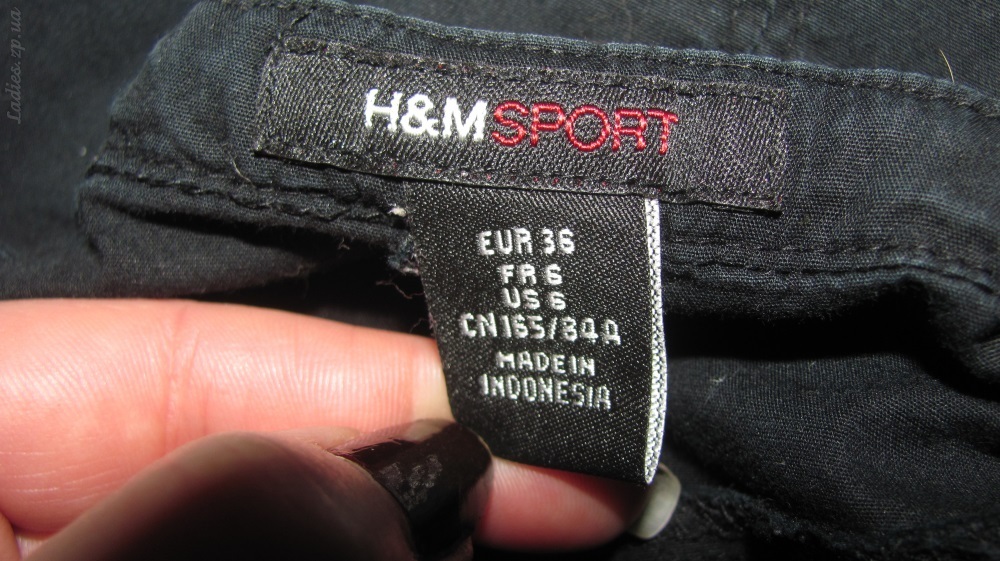 Ladies.zp.ua
H&MSPORT
EUR 36
FR 6
US 6
CN165/84A
MADE IN
INDONESIA